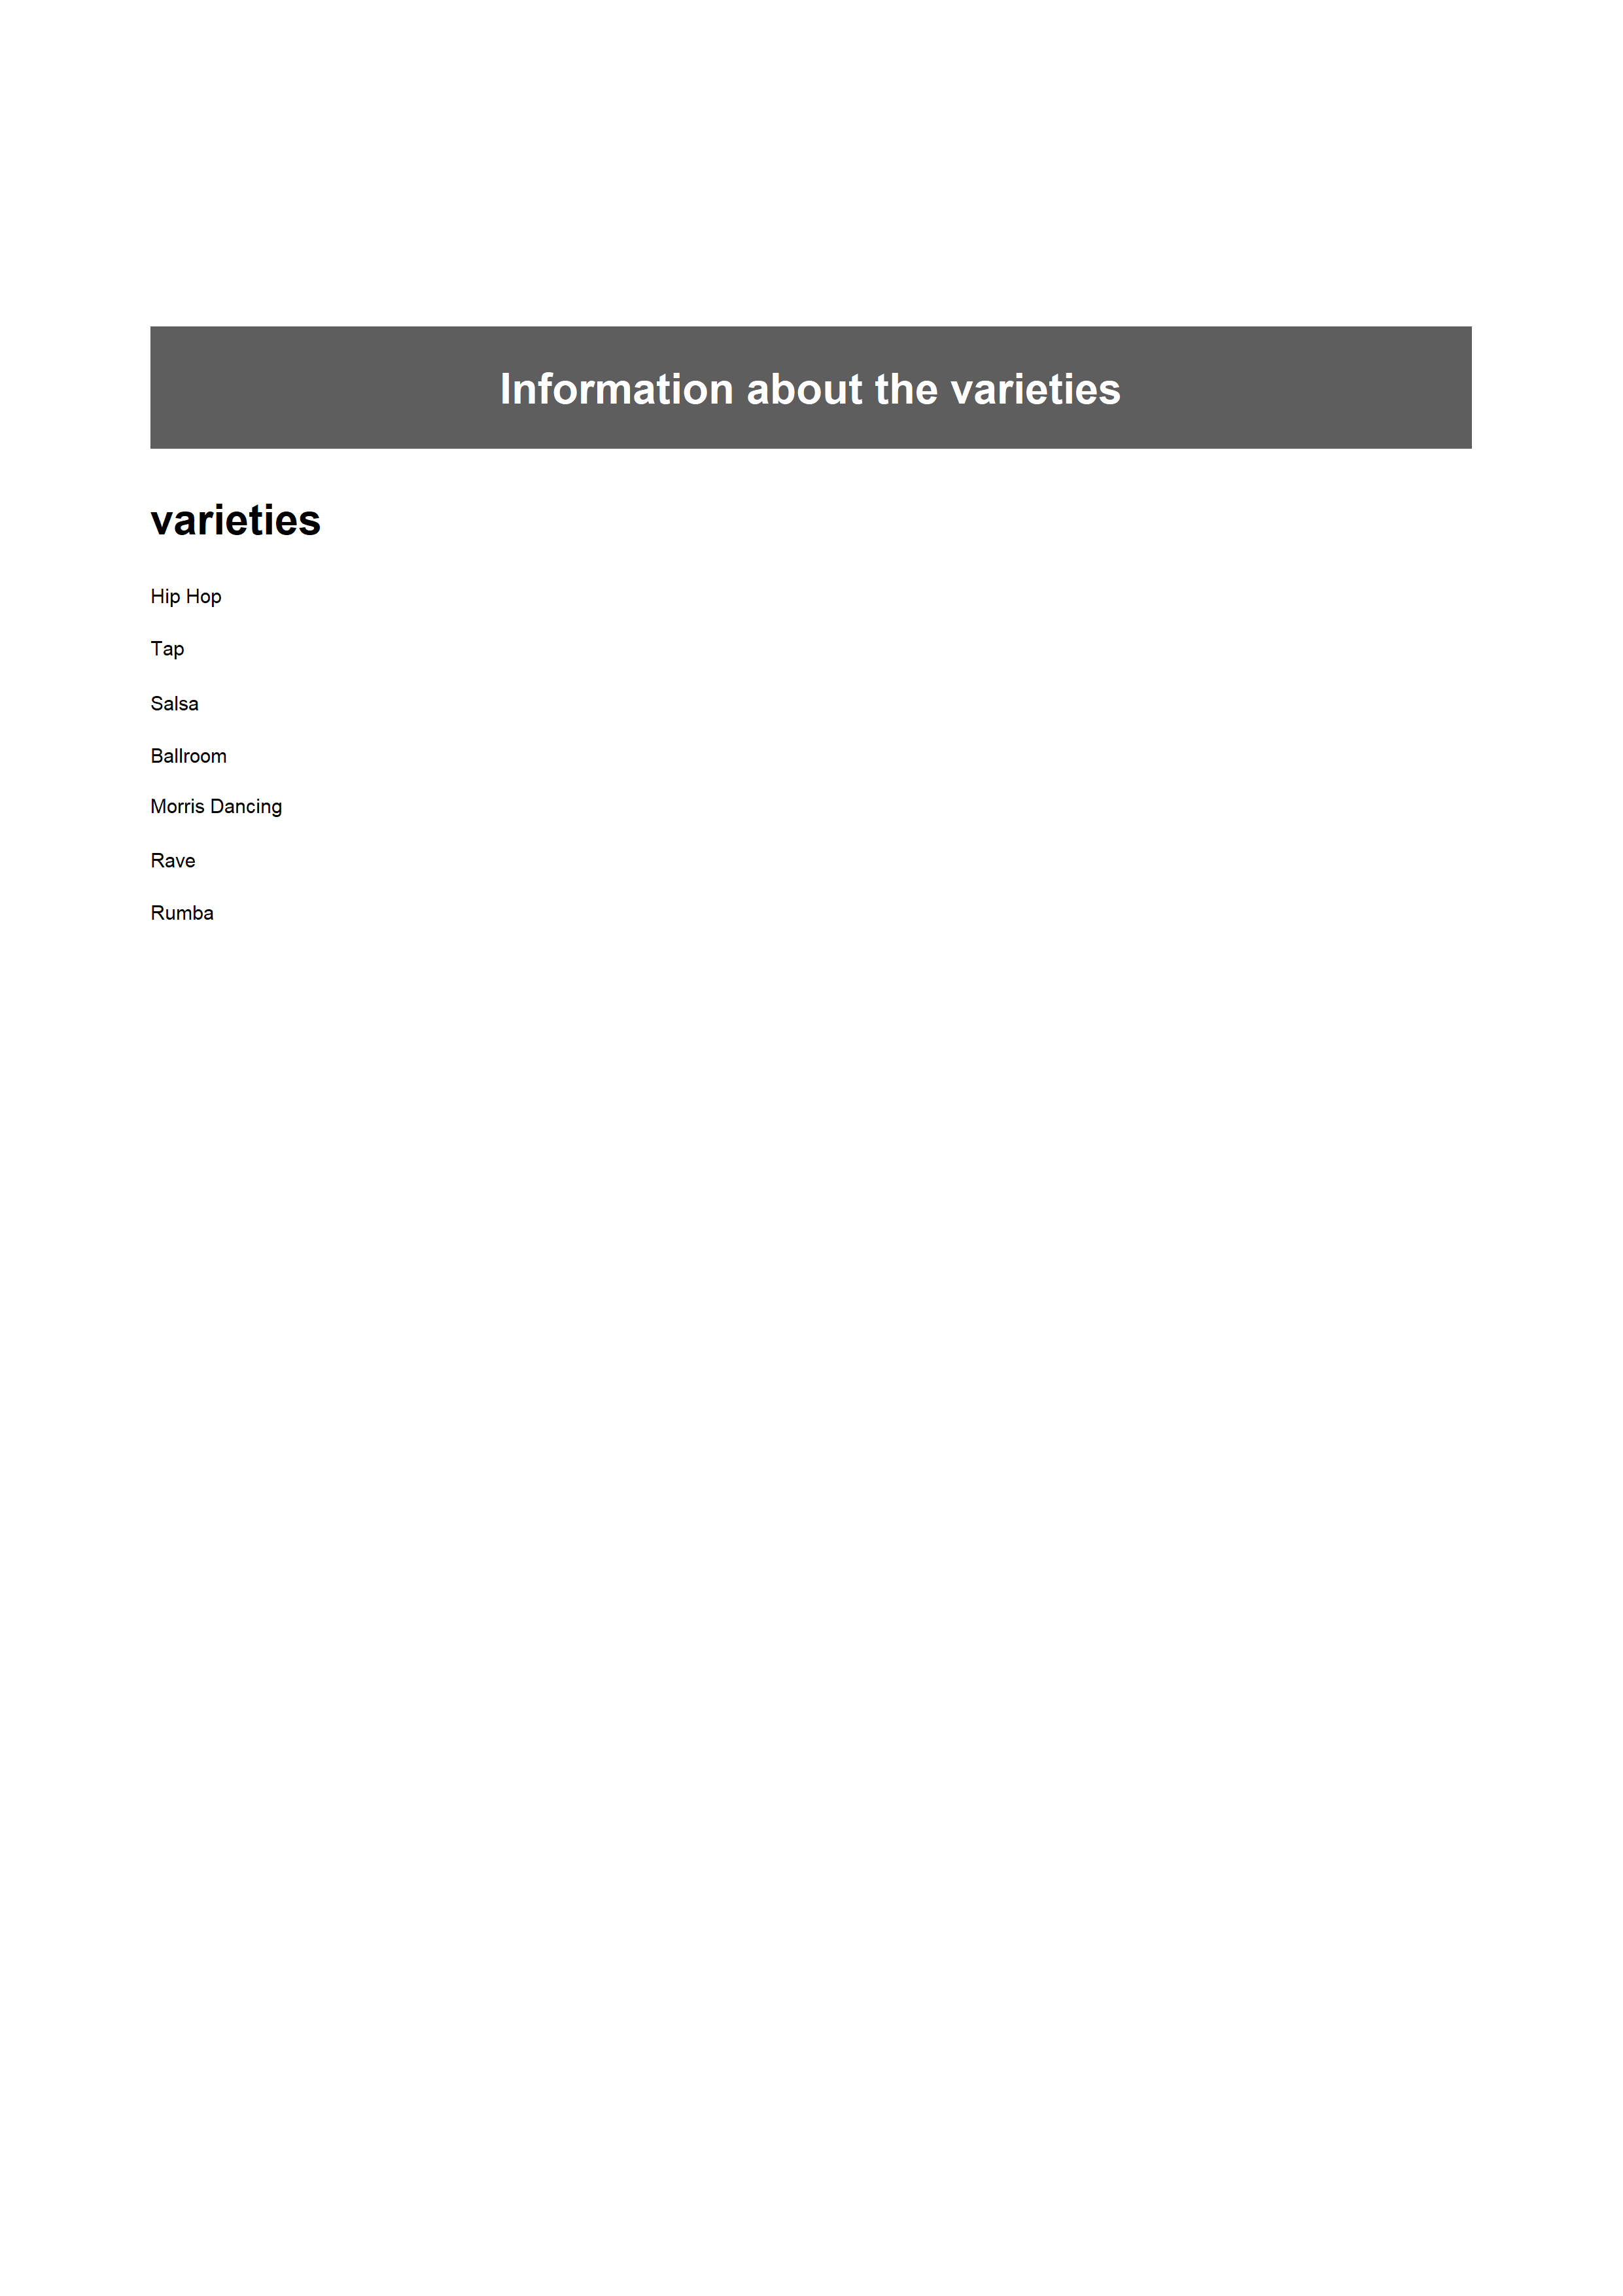 Information about the varieties
varieties
Hip Hop
Tap
Salsa
Ballroom
Morris Dancing
Rave
Rumba